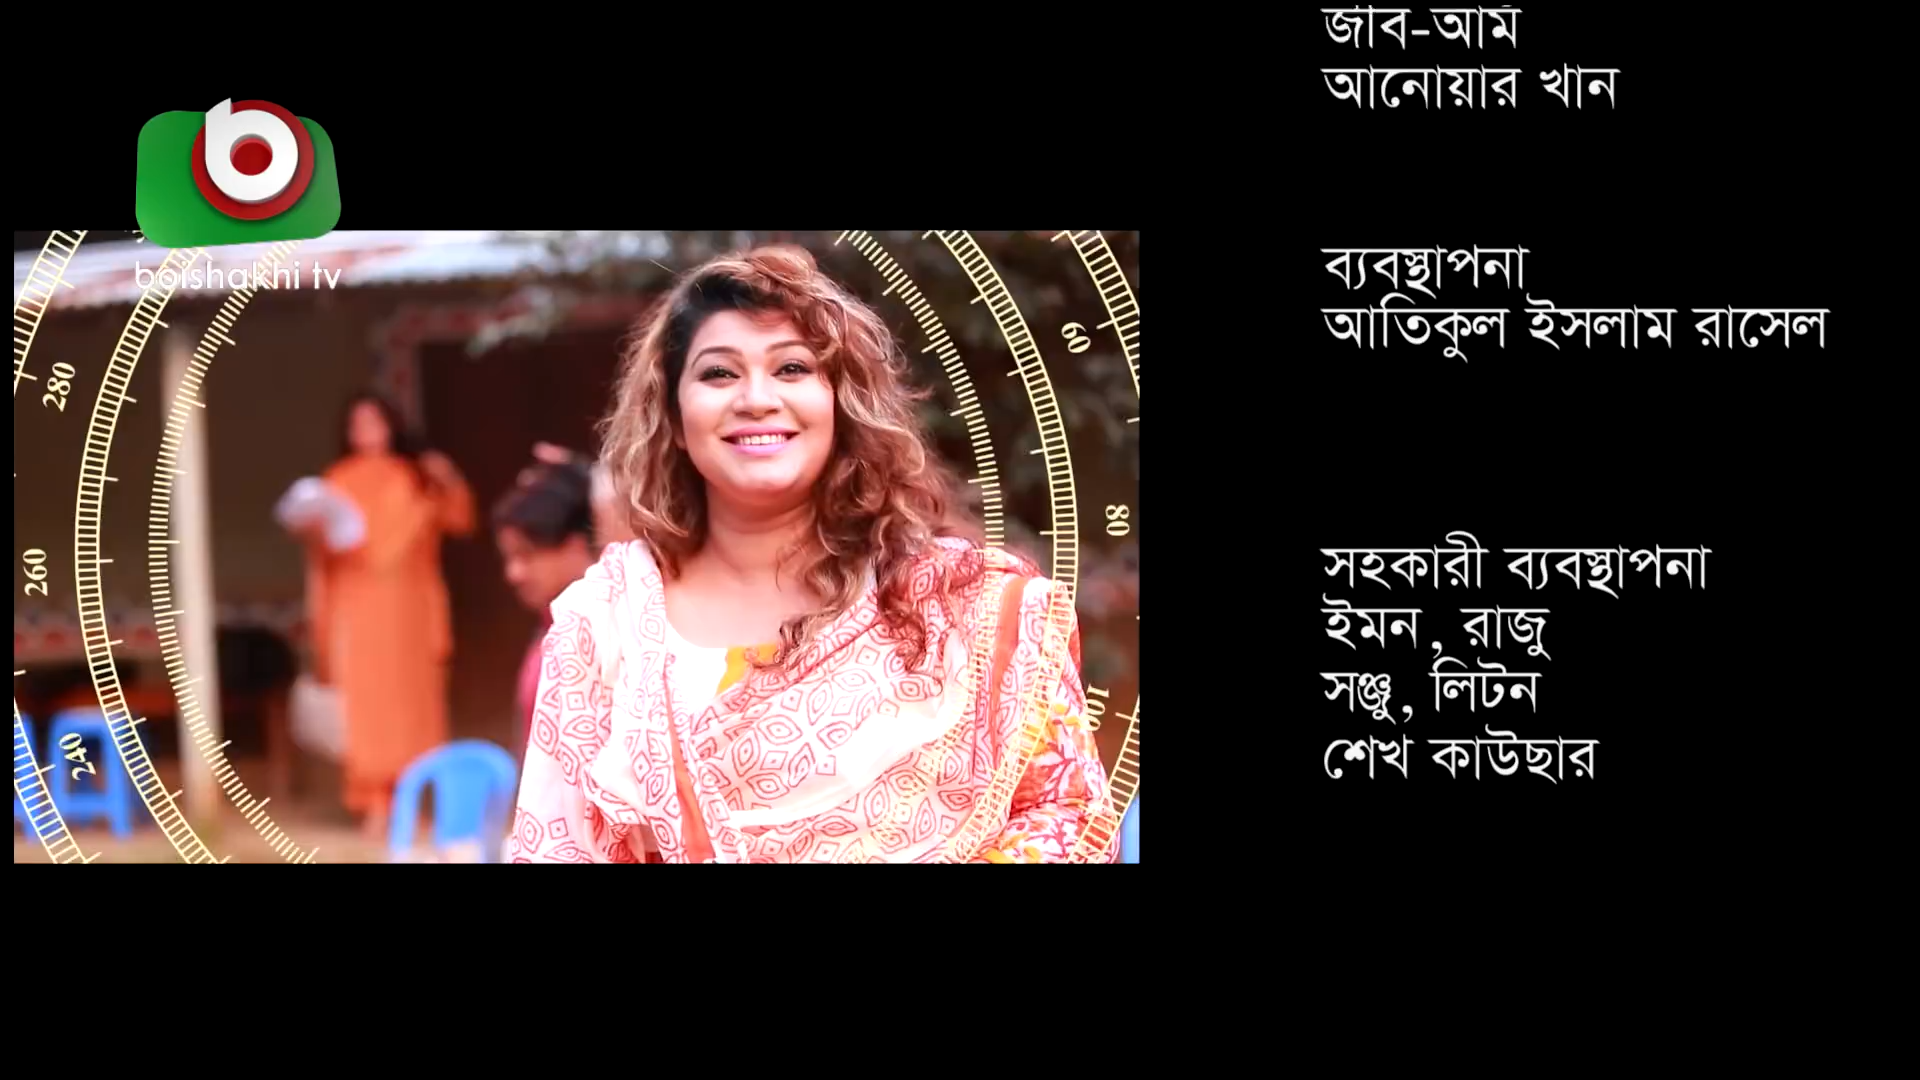 boishakhi tv
280
260
240
60
80
100
আনোয়ার খান
ব্যবস্থাপনা
আতিকুল ইসলাম রাসেল
সহকারী ব্যবস্থাপনা
ইমন, রাজু
সঞ্জু, লিটন
শেখ কাউছার